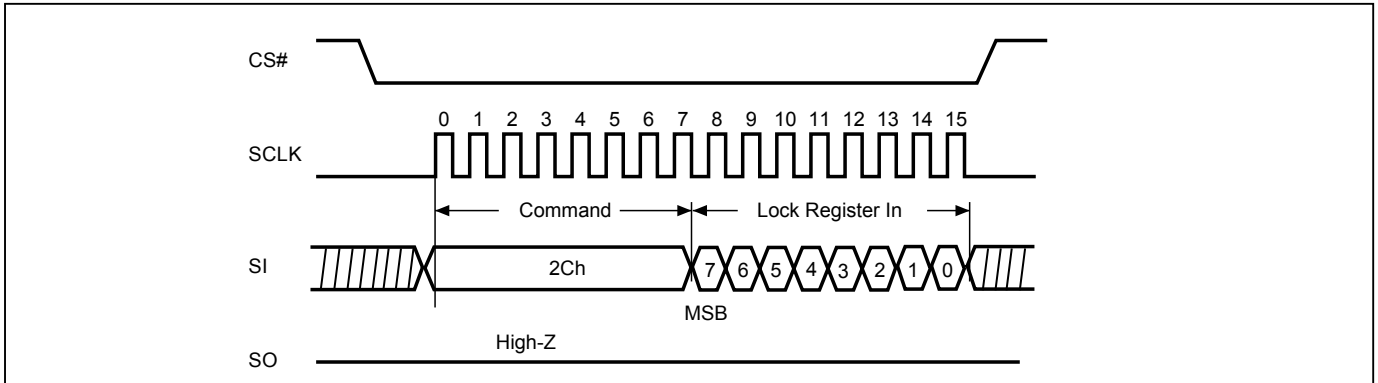 CS#
0 1 2 3 4 5 6 7 8 9 10 11 12 13 14 15
SCLK
Command Lock Register In
SI 2Ch 7 6 5 4 3 2 1 0
MSB
High-Z
SO